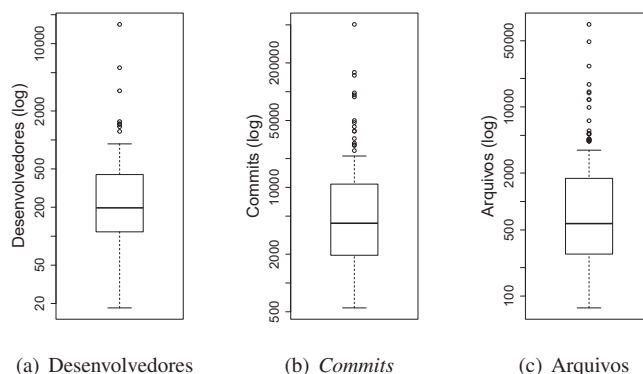 Desenvolvedores (log)
10000
2000
500
200
50
20
Commits (log)
200000
50000
10000
2000
500
Arquivos (log)
50000
10000
2000
500
100
(a) Desenvolvedores
(b) Commits
(c) Arquivos